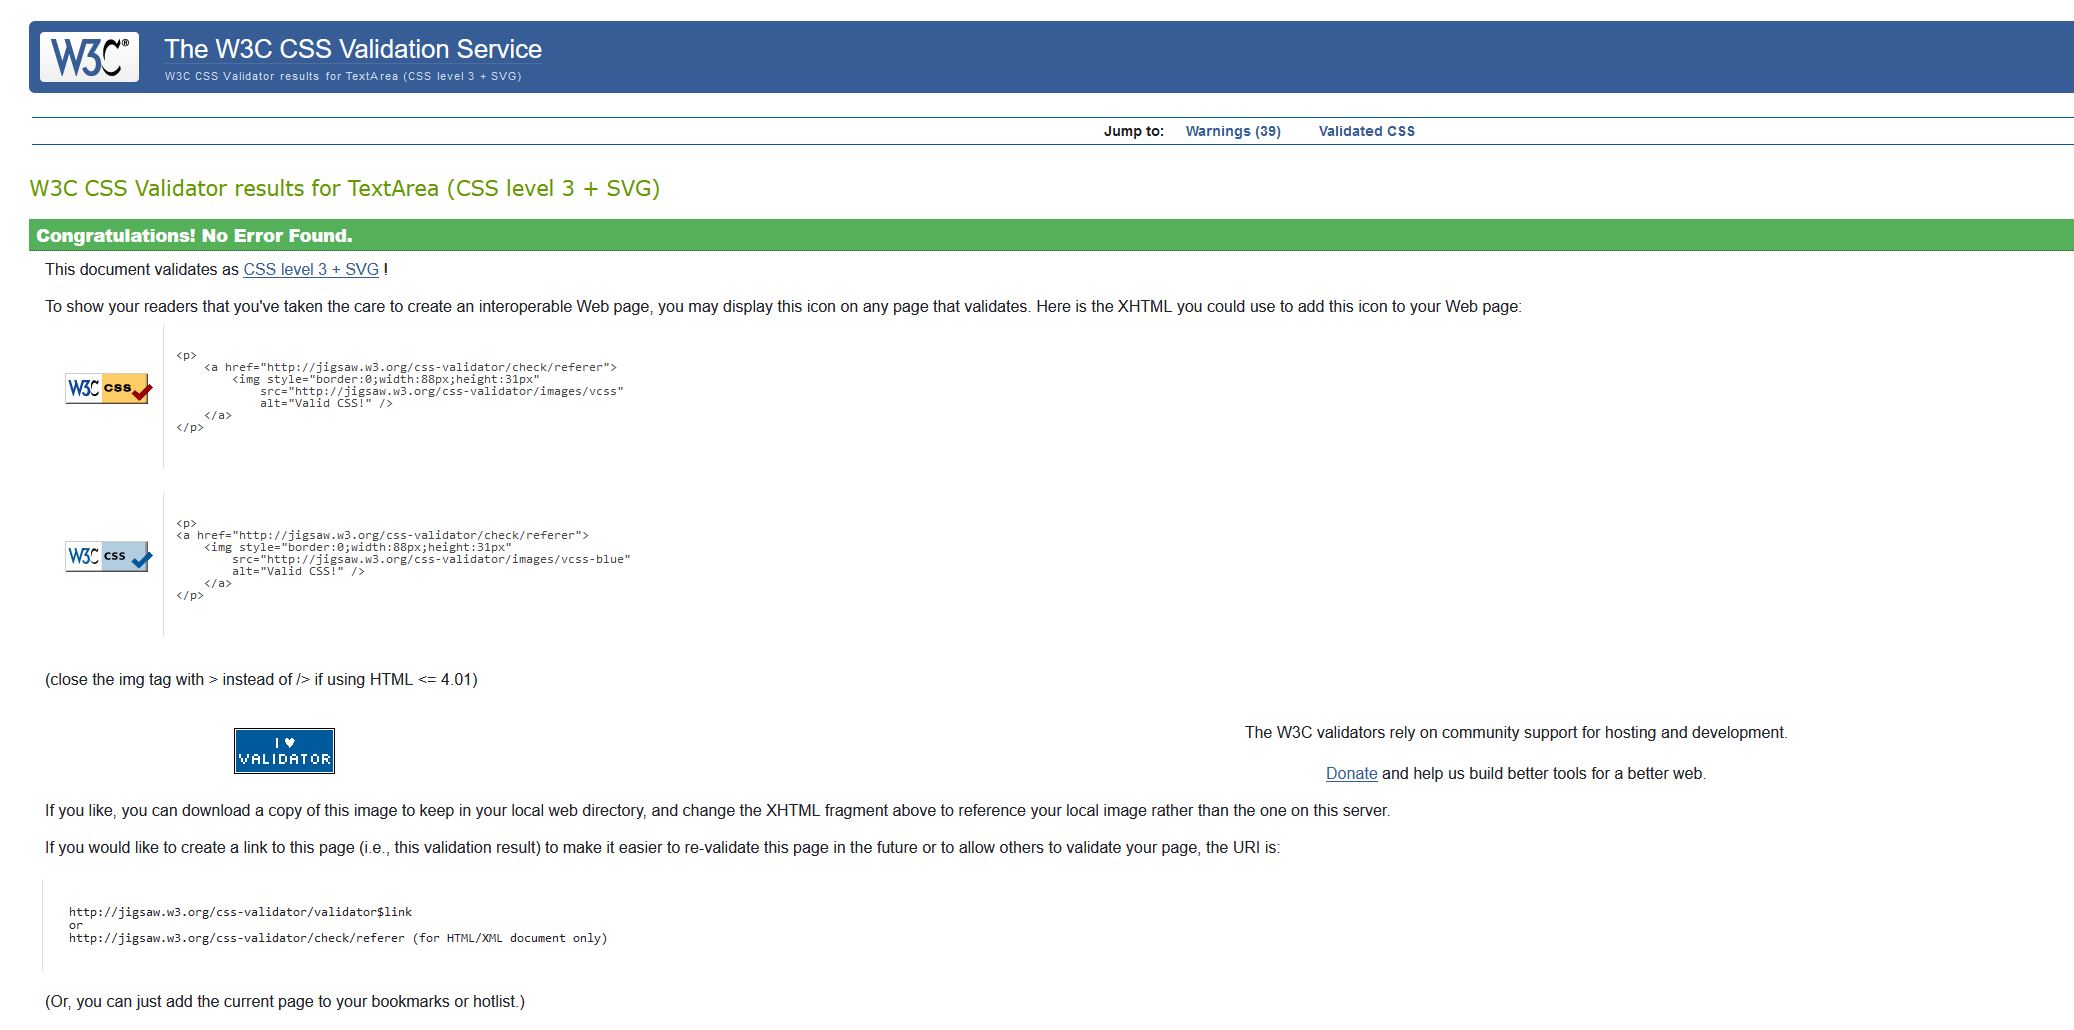 W3C®
The W3C CSS Validation Service
W3C CSS Validator results for TextArea (CSS level 3 + SVG)
Jump to: Warnings (39) Validated CSS
W3C CSS Validator results for TextArea (CSS level 3 + SVG)
Congratulations! No Error Found.
This document validates as CSS level 3 + SVG !
To show your readers that you've taken the care to create an interoperable Web page, you may display this icon on any page that validates. Here is the XHTML you could use to add this icon to your Web page:
W3C css
<p>
    <a href="http://jigsaw.w3.org/css-validator/check/referer">
        <img style="border:0;width:88px;height:31px"
            src="http://jigsaw.w3.org/css-validator/images/vcss"
            alt="Valid CSS!" />
    </a>
</p>
W3C css
<p>
<a href="http://jigsaw.w3.org/css-validator/check/referer">
    <img style="border:0;width:88px;height:31px"
        src="http://jigsaw.w3.org/css-validator/images/vcss-blue"
        alt="Valid CSS!" />
    </a>
</p>
(close the img tag with > instead of /> if using HTML <= 4.01)
I ♥
VALIDATOR
The W3C validators rely on community support for hosting and development.
Donate and help us build better tools for a better web.
If you like, you can download a copy of this image to keep in your local web directory, and change the XHTML fragment above to reference your local image rather than the one on this server.
If you would like to create a link to this page (i.e., this validation result) to make it easier to re-validate this page in the future or to allow others to validate your page, the URI is:
http://jigsaw.w3.org/css-validator/validator$link
or
http://jigsaw.w3.org/css-validator/check/referer (for HTML/XML document only)
(Or, you can just add the current page to your bookmarks or hotlist.)